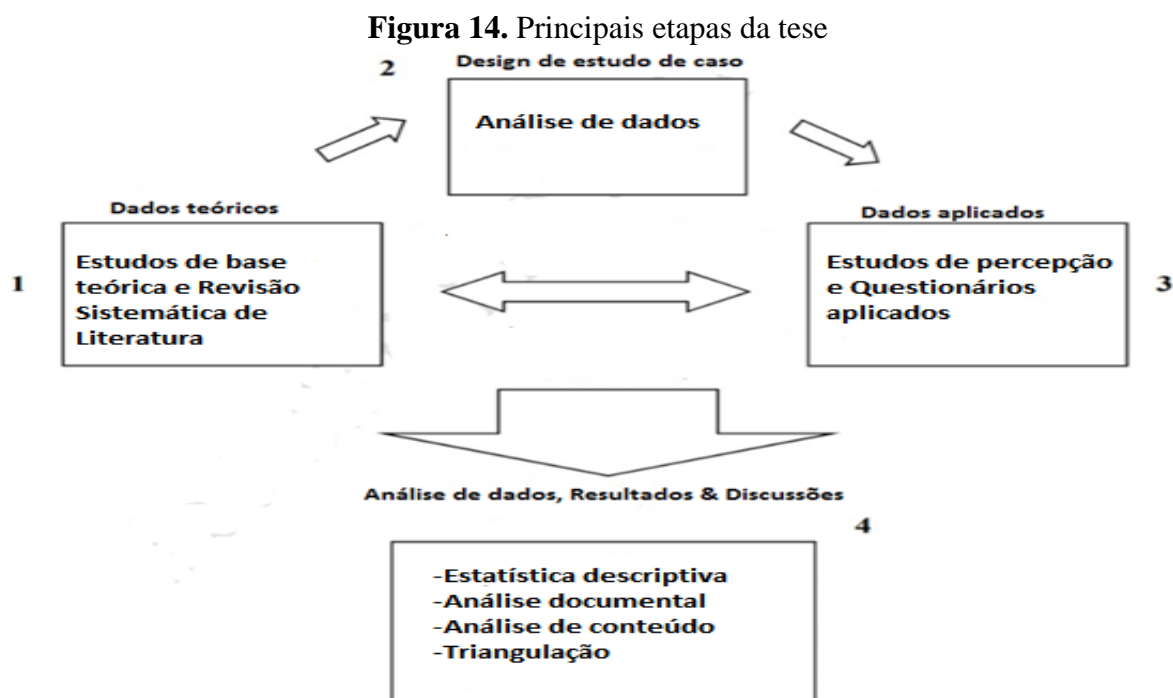 Figura 14. Principais etapas da tese
2
Design de estudo de caso
Análise de dados
Dados teóricos
1
Estudos de base
teórica e Revisão
Sistemática de
Literatura
Dados aplicados
Estudos de percepção
e Questionários
aplicados
3
Análise de dados, Resultados & Discussões
4
-Estatística descriptiva
-Análise documental
-Análise de conteúdo
-Triangulação